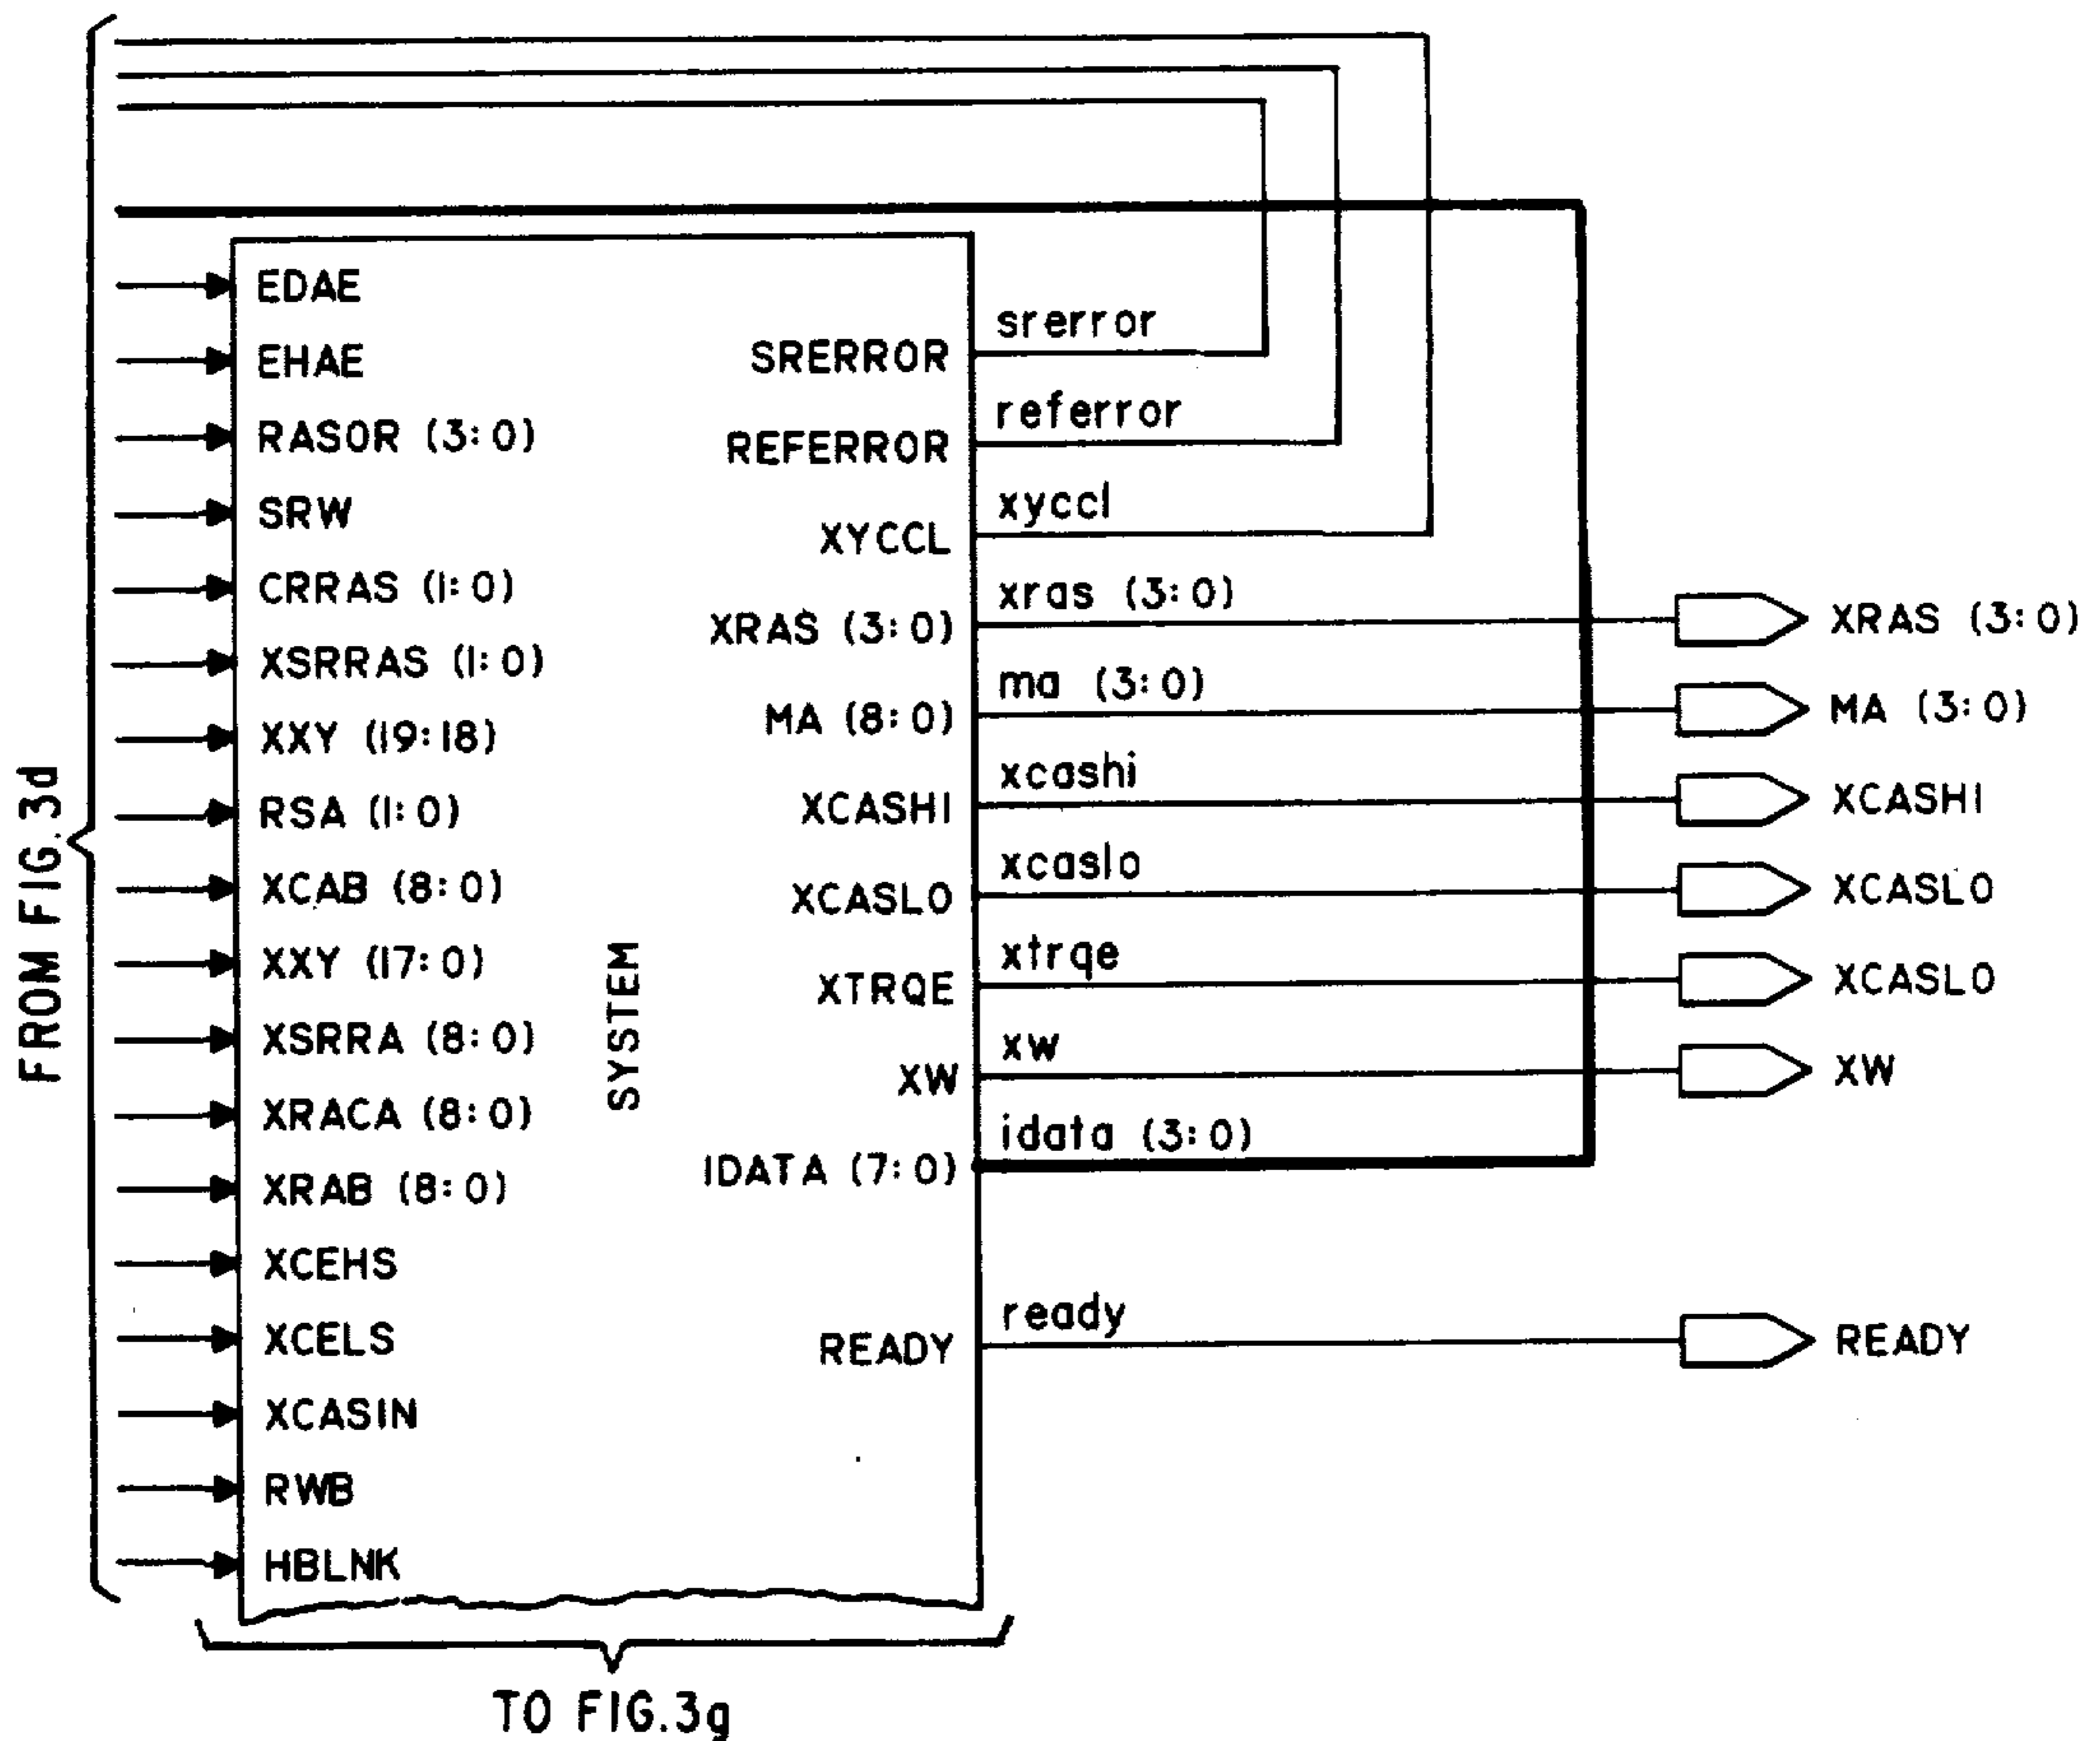 FROM FIG.3d
EDAE
EHAE
RASOR (3:0)
SRW
CRRAS (1:0)
XSRRAS (1:0)
XXY (19:18)
RSA (1:0)
XCAB (8:0)
XXY (17:0)
XSRRA (8:0)
XRACA (8:0)
XRAB (8:0)
XCEHS
XCELS
XCASIN
RWB
HBLNK
SYSTEM
SRERROR
srerror
REFERROR
referror
XYCCL
xyccl
XRAS (3:0)
xras (3:0)
XRAS (3:0)
MA (8:0)
ma (3:0)
MA (3:0)
XCASHI
xcashi
XCASHI
XCASLO
xcaslo
XCASLO
XTRQE
xtrqe
XCASLO
XW
xw
XW
IDATA (7:0)
idata (3:0)
READY
ready
READY
TO FIG.3g